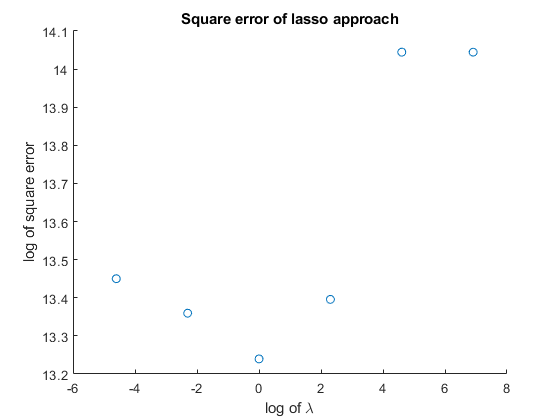 Square error of lasso approach
14.1
14
13.9
13.8
13.7
13.6
13.5
13.4
13.3
13.2
log of square error
-6 -4 -2 0 2 4 6 8
log of λ